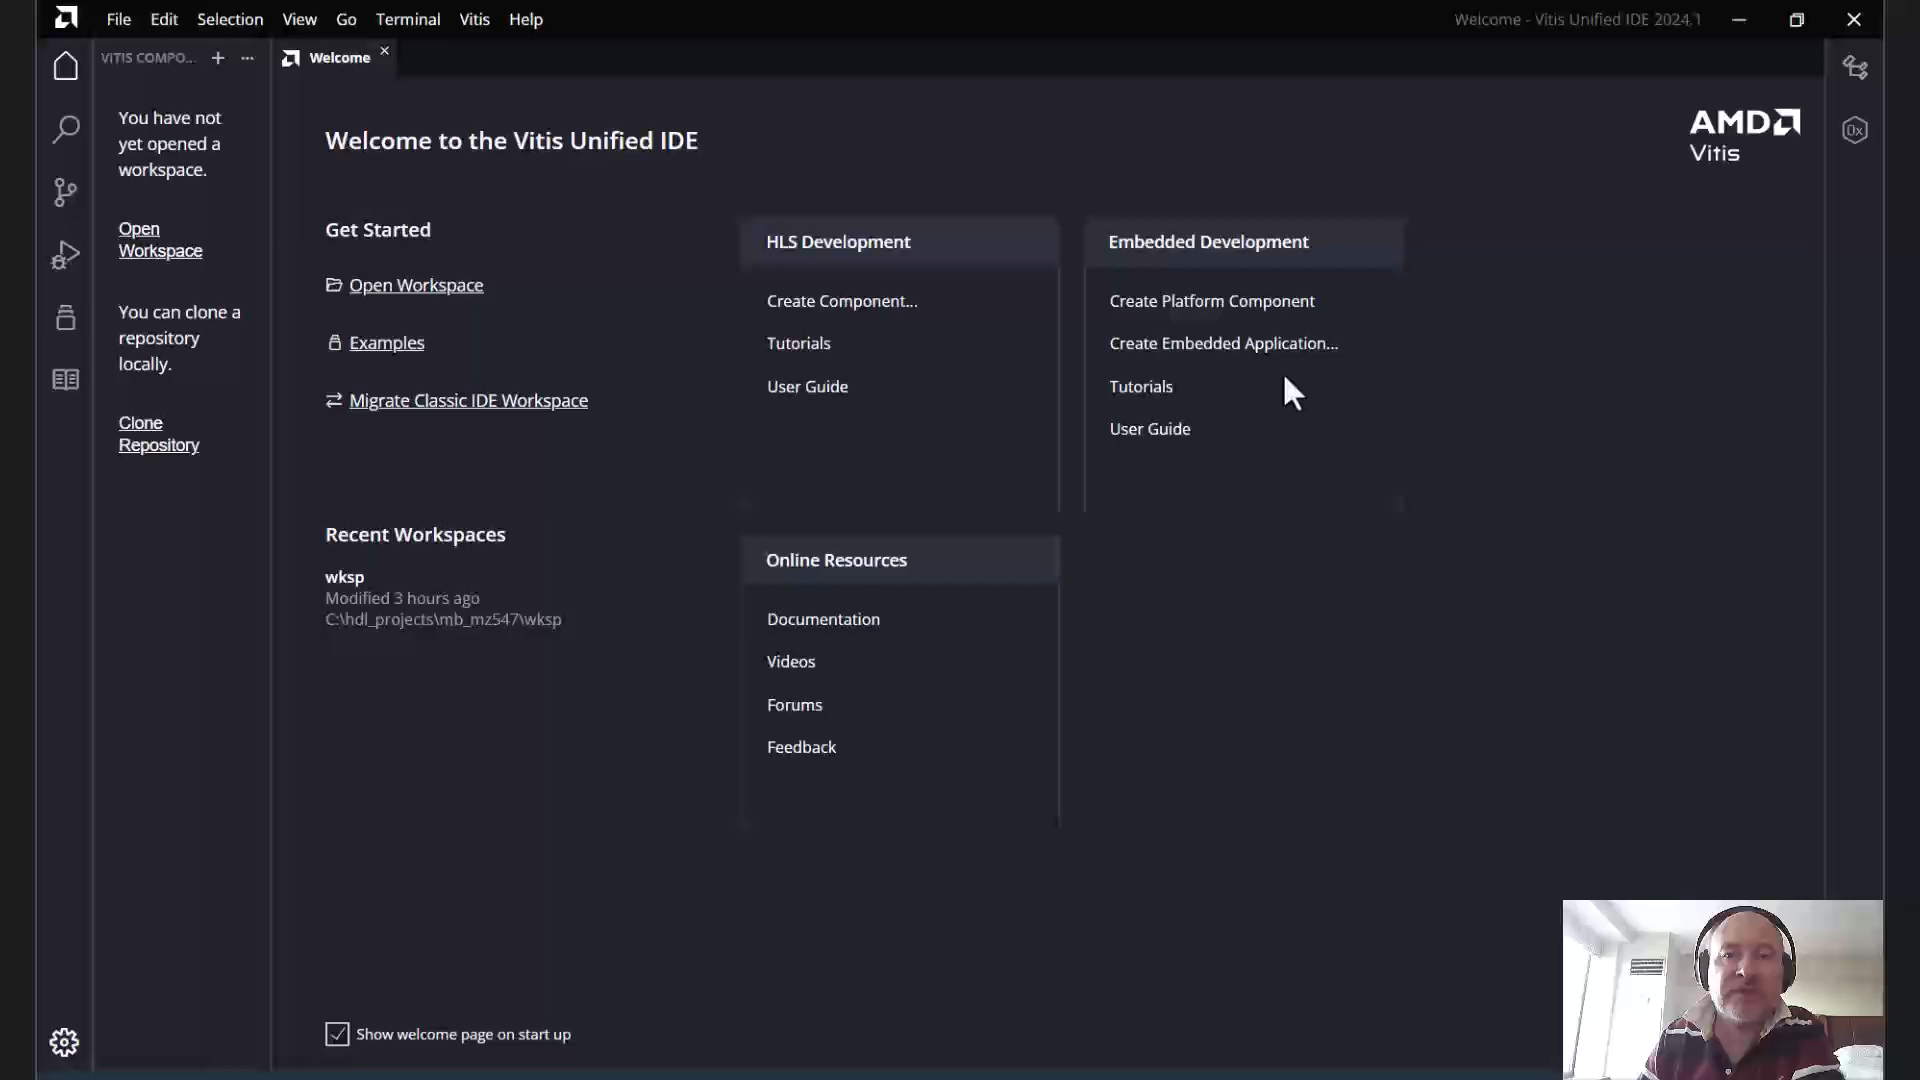 File Edit Selection View Go Terminal Vitis Help
Welcome - Vitis Unified IDE 2024.1
VITIS COMPO...
Welcome
You have not
yet opened a
workspace.
Open
Workspace
You can clone a
repository
locally.
Clone
Repository
Welcome to the Vitis Unified IDE
AMD
Vitis
Get Started
Open Workspace
Examples
Migrate Classic IDE Workspace
HLS Development
Create Component...
Tutorials
User Guide
Embedded Development
Create Platform Component
Create Embedded Application...
Tutorials
User Guide
Recent Workspaces
wksp
Modified 3 hours ago
C:\hdl_projects\mb_mz547\wksp
Online Resources
Documentation
Videos
Forums
Feedback
Show welcome page on start up
0x